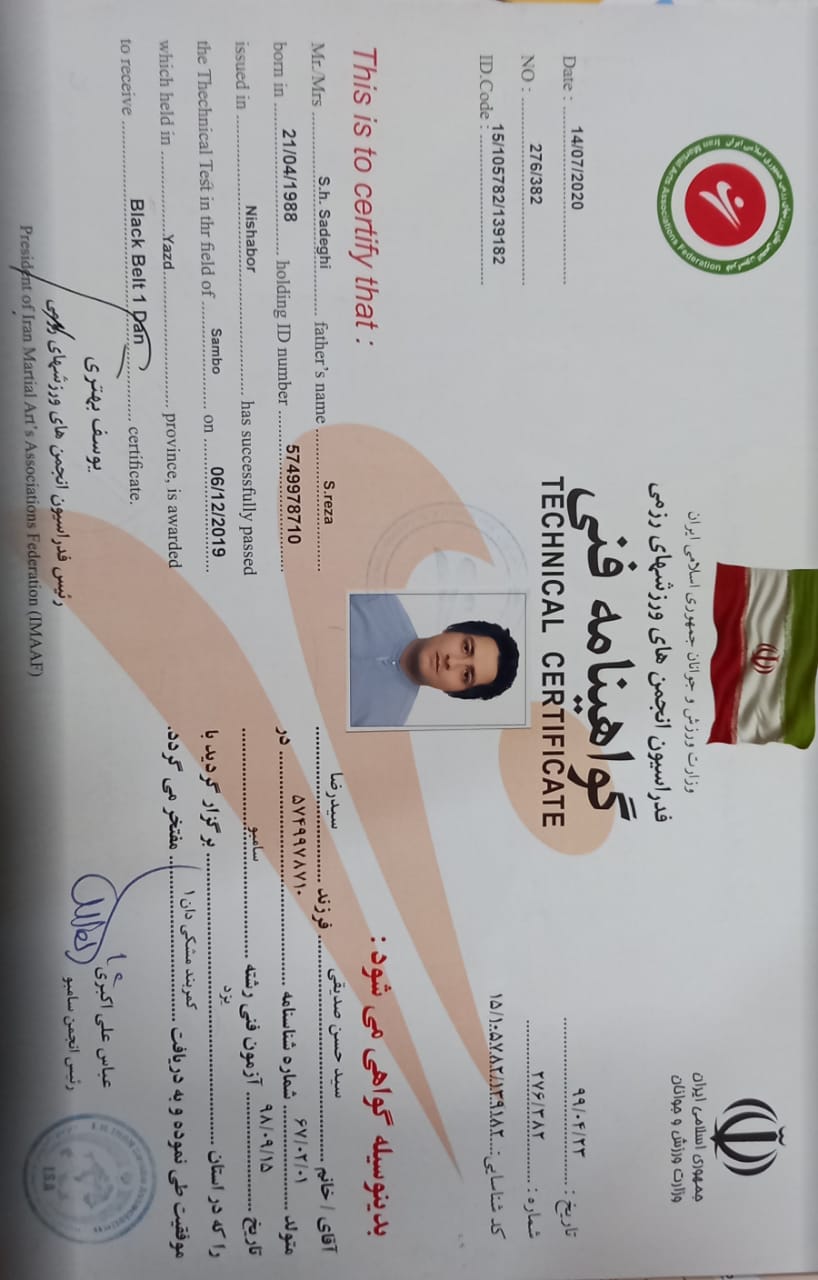 وزارت ورزش و جوانان جمهوری اسلامی ایران
فدراسیون انجمن های ورزشهای رزمی
گواهینامه فنی
TECHNICAL CERTIFICATE
Iran Martial Arts Associations Federation
Date : 14/07/2020
NO : 276/382
ID.Code : 15/105782/139182
This is to certify that :
Mr./Mrs S.h. Sadeghi father's name S.reza
born in 21/04/1988 holding ID number 5749978710
issued in Nishabor has successfully passed
the Thechnical Test in thr field of Sambo on 06/12/2019
which held in Yazd province, is awarded
to receive Black Belt 1 Dan certificate.
یوسف بهتری
رئیس فدراسیون انجمن های ورزشهای رزمی
President of Iran Martial Art's Associations Federation (IMAAF)
جمهوری اسلامی ایران
وزارت ورزش و جوانان
تاریخ : ۹۹/۰۴/۲۴
شماره : ۲۷۶/۳۸۲
کد شناسایی : ۱۵/۱۰۵۷۸۲/۱۳۹۱۸۲
بدینوسیله گواهی می شود :
آقای / خانم سید حسن صدیقی فرزند سیدرضا
متولد ۶۷/۰۲/۰۱ شماره شناسنامه ۵۷۴۹۹۷۸۷۱۰ در
تاریخ ۹۸/۰۹/۱۵ آزمون فنی رشته سامبو
را که در استان یزد برگزار گردید با
موفقیت طی نموده و به دریافت کمربند مشکی دان ۱ مفتخر می گردد.
عباس علی اکبری
رئیس انجمن سامبو